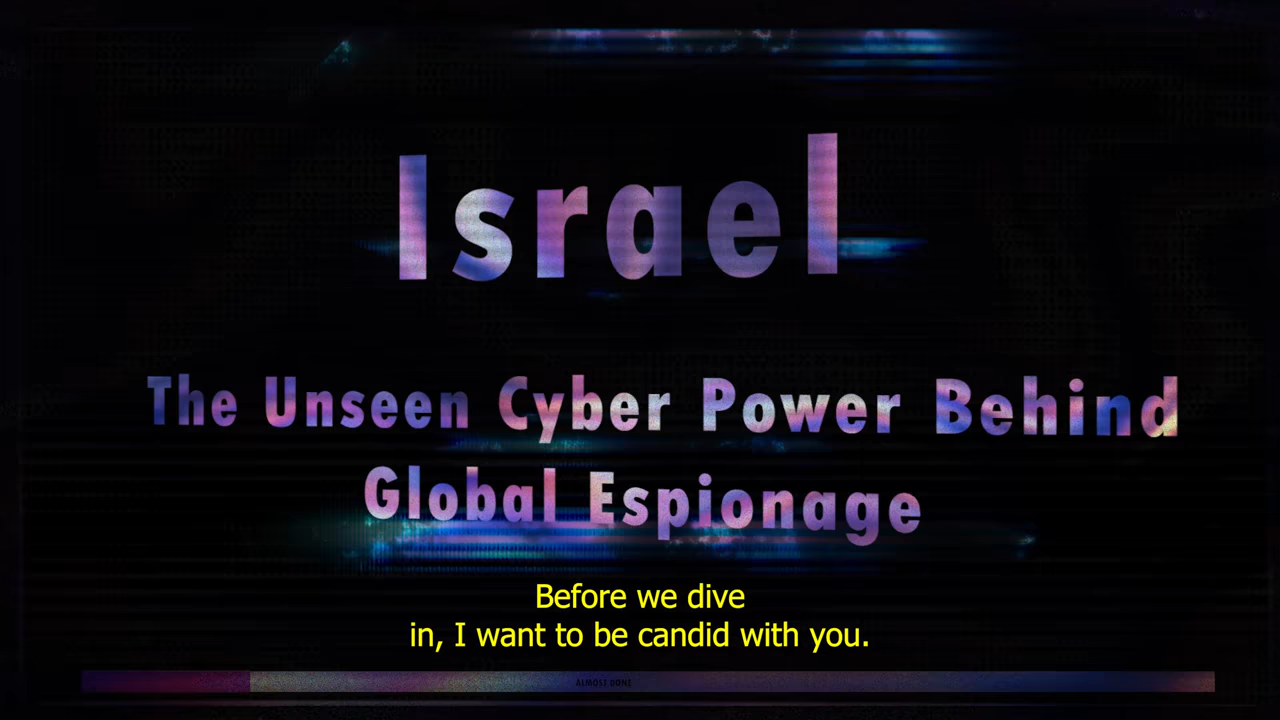 Israel
The Unseen Cyber Power Behind
Global Espionage
Before we dive
in, I want to be candid with you.
ALMOST DONE